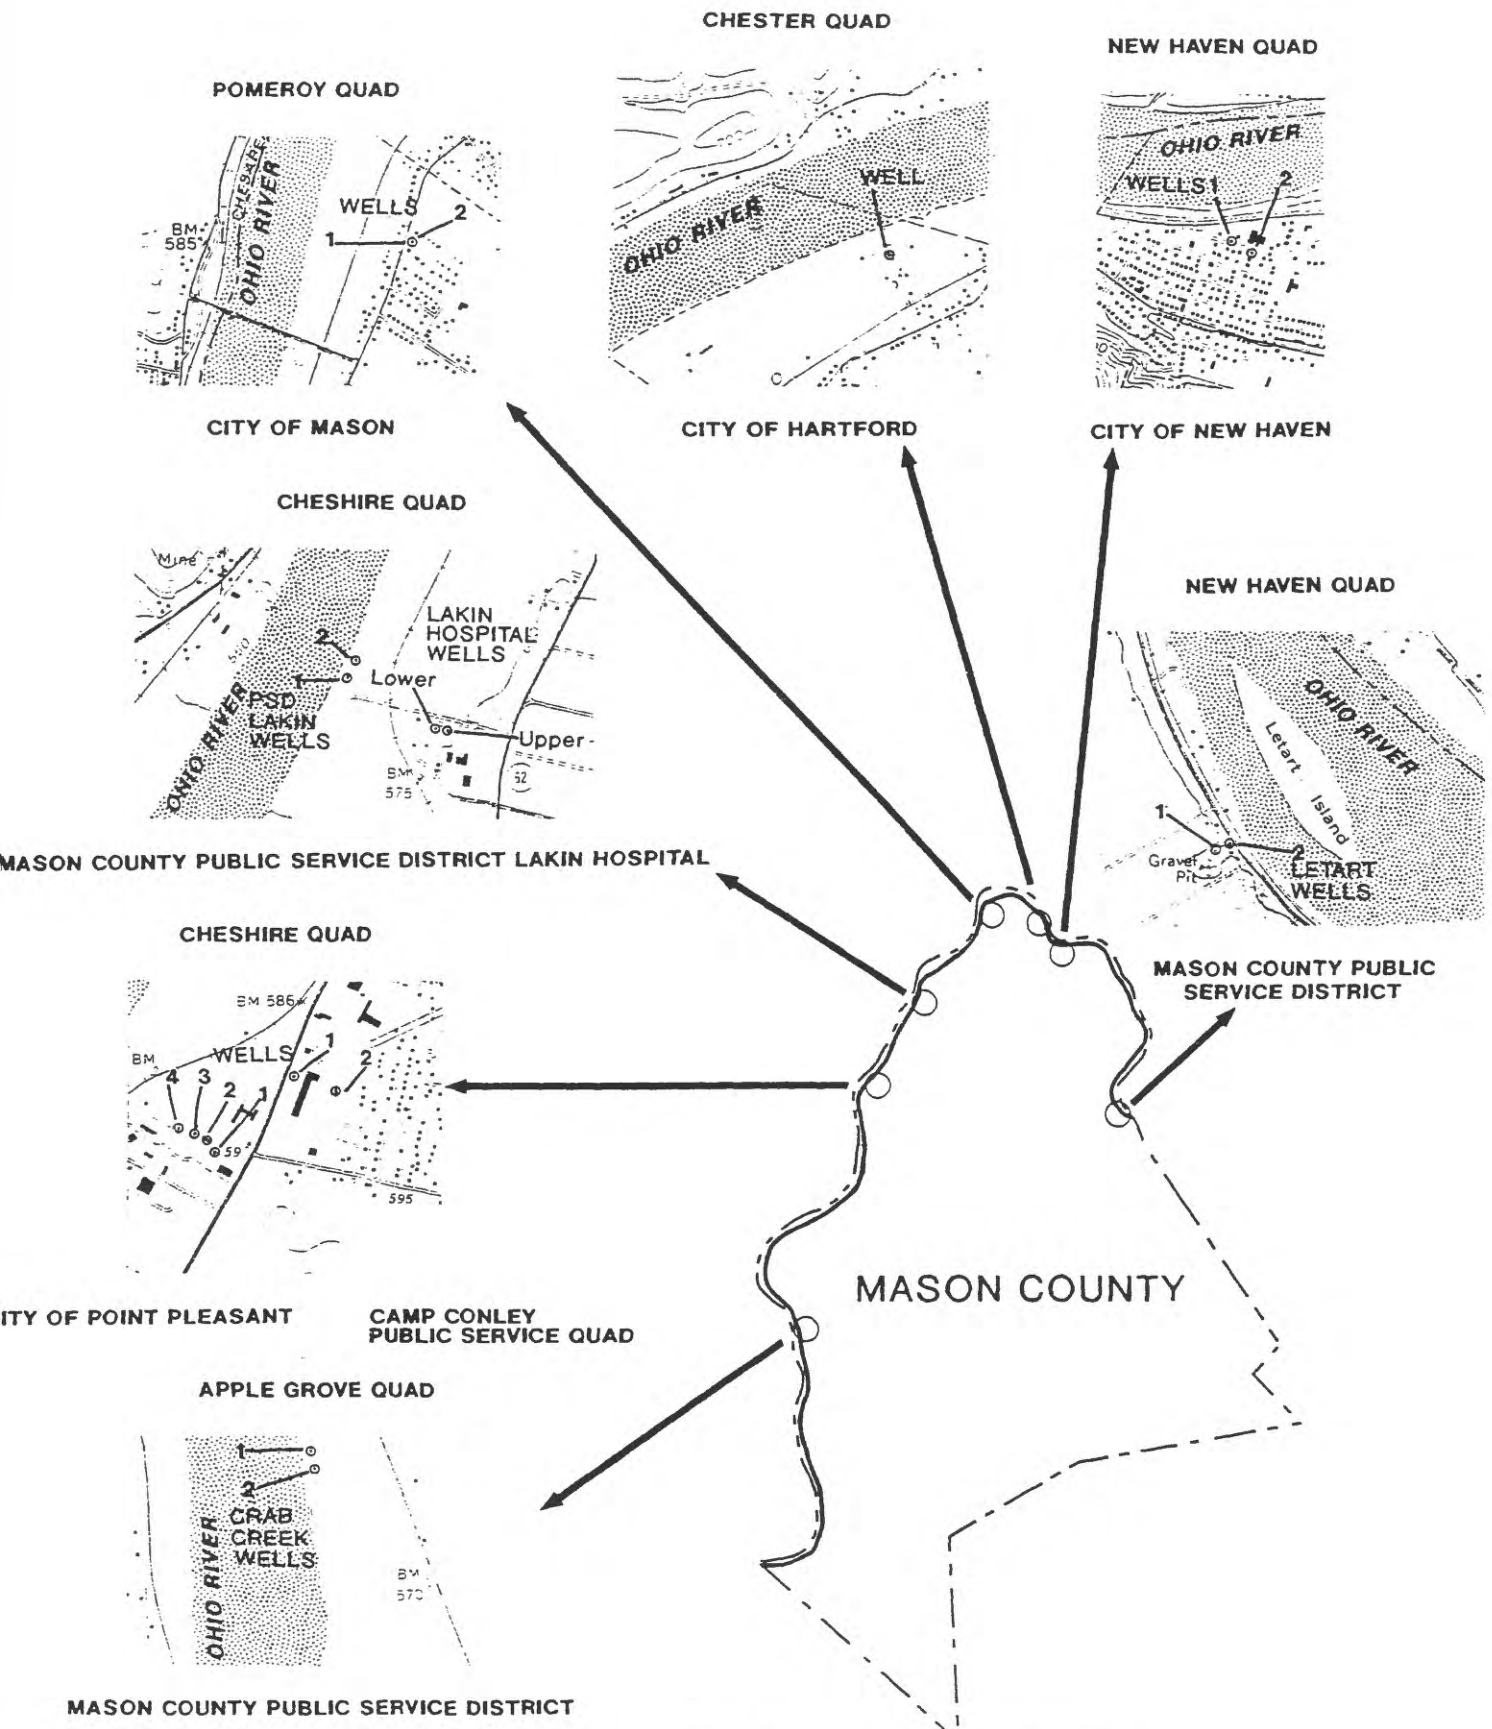 CHESTER QUAD
NEW HAVEN QUAD
POMEROY QUAD
OHIO RIVER
WELLS
1
2
BM
585
OHIO RIVER
WELL
OHIO RIVER
WELLS 1
2
CITY OF MASON
CITY OF HARTFORD
CITY OF NEW HAVEN
CHESHIRE QUAD
Mine
LAKIN
HOSPITAL
WELLS
2
1
Lower
PSD
LAKIN
WELLS
OHIO RIVER
Upper
BM
575
62
NEW HAVEN QUAD
OHIO RIVER
Letart Island
1
2
Gravel
Pit
LETART
WELLS
MASON COUNTY PUBLIC SERVICE DISTRICT LAKIN HOSPITAL
MASON COUNTY PUBLIC
SERVICE DISTRICT
CHESHIRE QUAD
BM 586
BM
WELLS
1
2
4
3
2
1
59
595
MASON COUNTY
ITY OF POINT PLEASANT
CAMP CONLEY
PUBLIC SERVICE QUAD
APPLE GROVE QUAD
1
2
CRAB
CREEK
WELLS
OHIO RIVER
BM
570
MASON COUNTY PUBLIC SERVICE DISTRICT